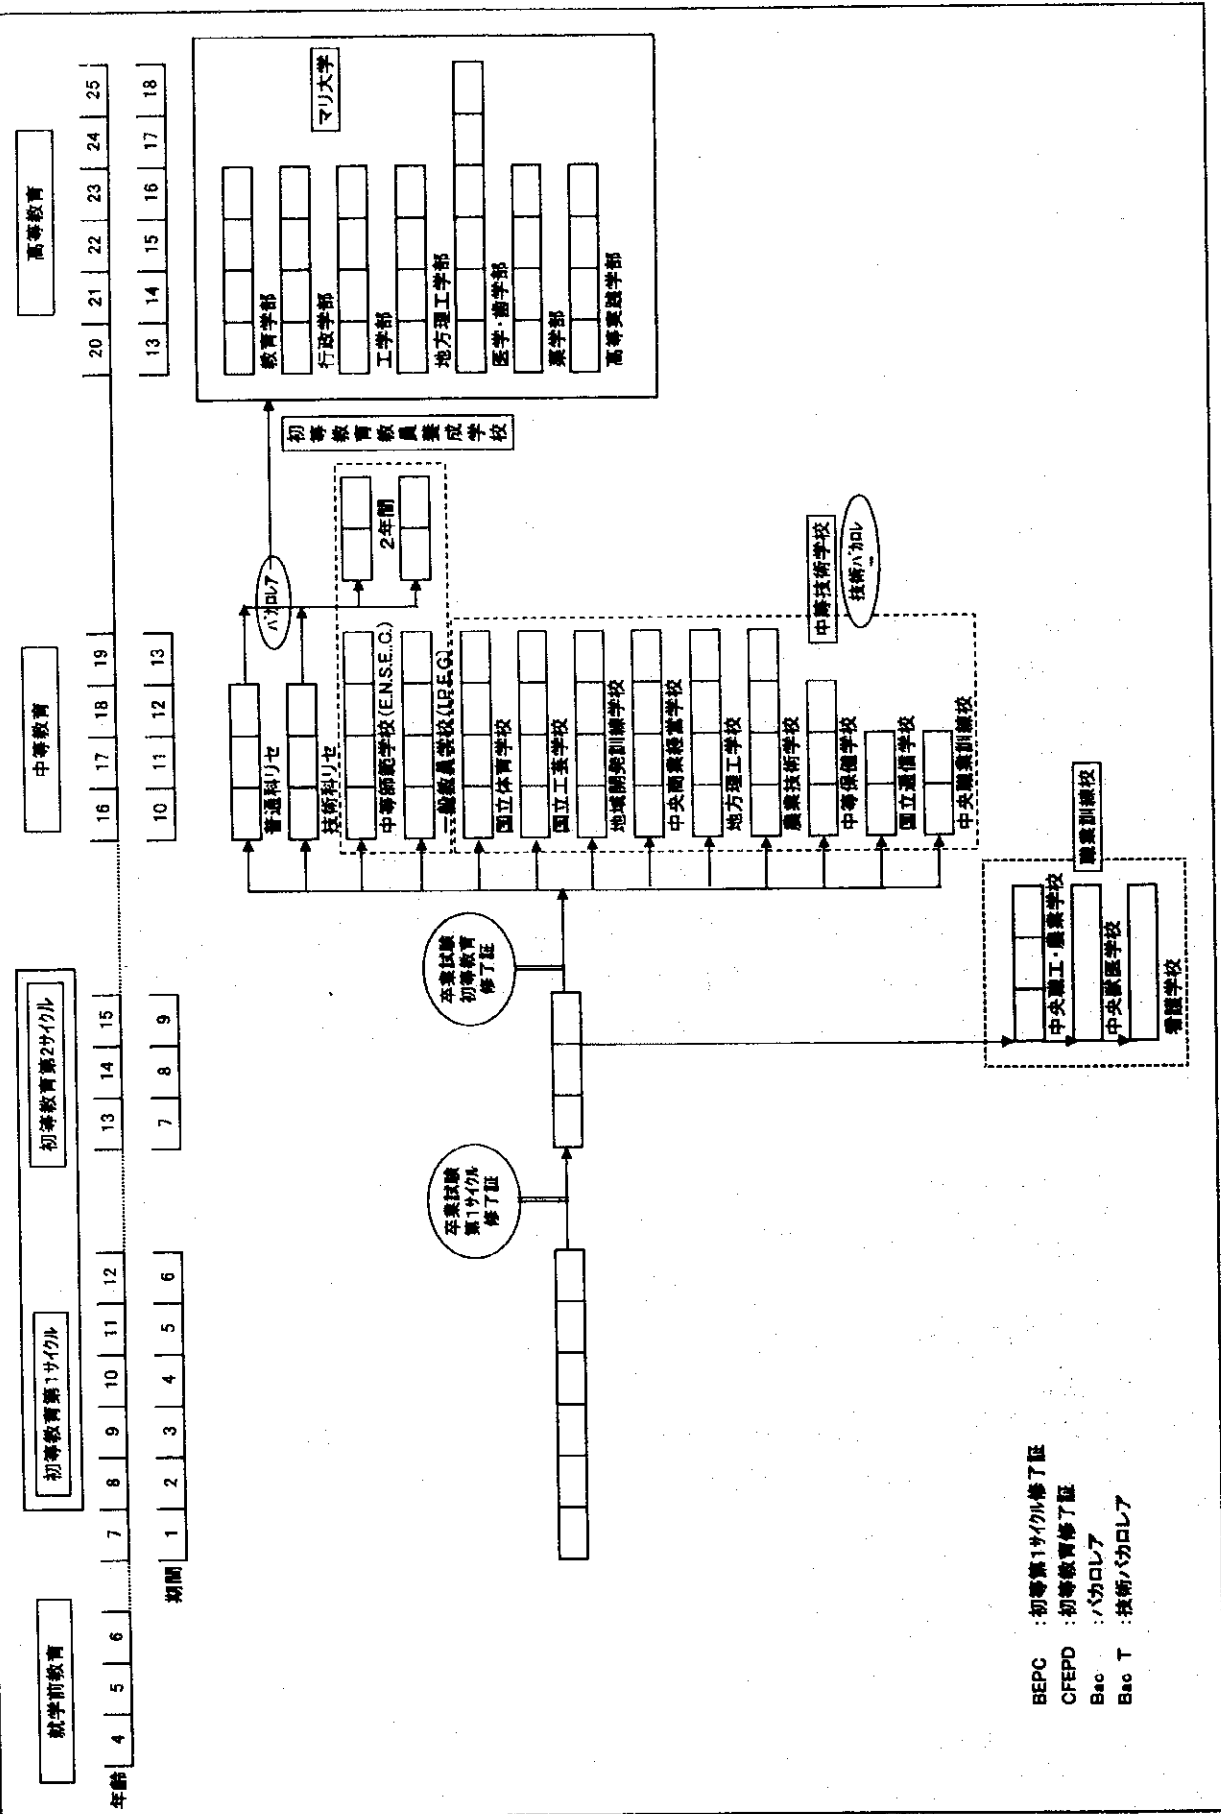 就学前教育
初等教育第1サイクル
初等教育第2サイクル
中等教育
高等教育
年齢 4 5 6 7 8 9 10 11 12 13 14 15 16 17 18 19 20 21 22 23 24 25
期間 1 2 3 4 5 6 7 8 9 10 11 12 13 13 14 15 16 17 18
マリ大学
教育学部
行政学部
工学部
地方理工学部
医学・歯学部
薬学部
高等実践学部
バカロレア
初等教育教員養成学校
2年間
普通科リセ
技術科リセ
中等師範学校(E.N.S.E.C.)
一般教員学校(I.P.E.G)
国立体育学校
国立工芸学校
地域開発訓練学校
中央商業経営学校
地方理工学校
農業技術学校
中等保健学校
国立通信学校
中央職業訓練校
中等技術学校
技術バカロレ
ア
卒業試験
初等教育
修了証
卒業試験
第1サイクル
修了証
職業訓練校
中央職工・農業学校
中央獣医学校
看護学校
BEPC :初等第1サイクル修了証
CFEPD :初等教育修了証
Bac :バカロレア
Bac T :技術バカロレア